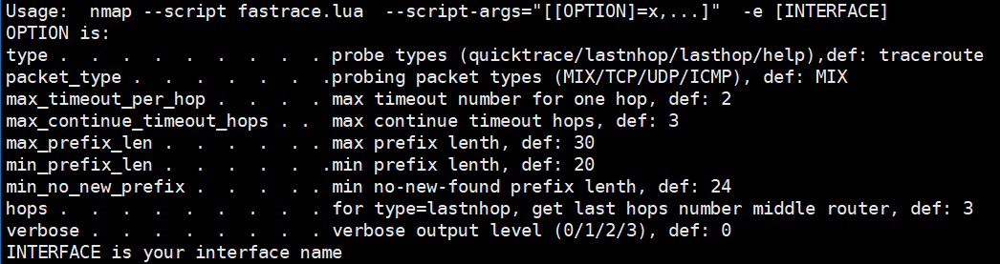 Usage:  nmap --script fastrace.lua  --script-args="[[OPTION]=x,...]"  -e [INTERFACE]
OPTION is:
type . . . . . . . . . probe types (quicktrace/lastnhop/lasthop/help),def: traceroute
packet_type . . . . . . .probing packet types (MIX/TCP/UDP/ICMP), def: MIX
max_timeout_per_hop . . . . max timeout number for one hop, def: 2
max_continue_timeout_hops . .  max continue timeout hops, def: 3
max_prefix_len . . . . . . max prefix lenth, def: 30
min_prefix_len . . . . . .min prefix lenth, def: 20
min_no_new_prefix . . . . .. min no-new-found prefix lenth, def: 24
hops . . . . . . . . . for type=lastnhop, get last hops number middle router, def: 3
verbose . . . . . . . . verbose output level (0/1/2/3), def: 0
INTERFACE is your interface name